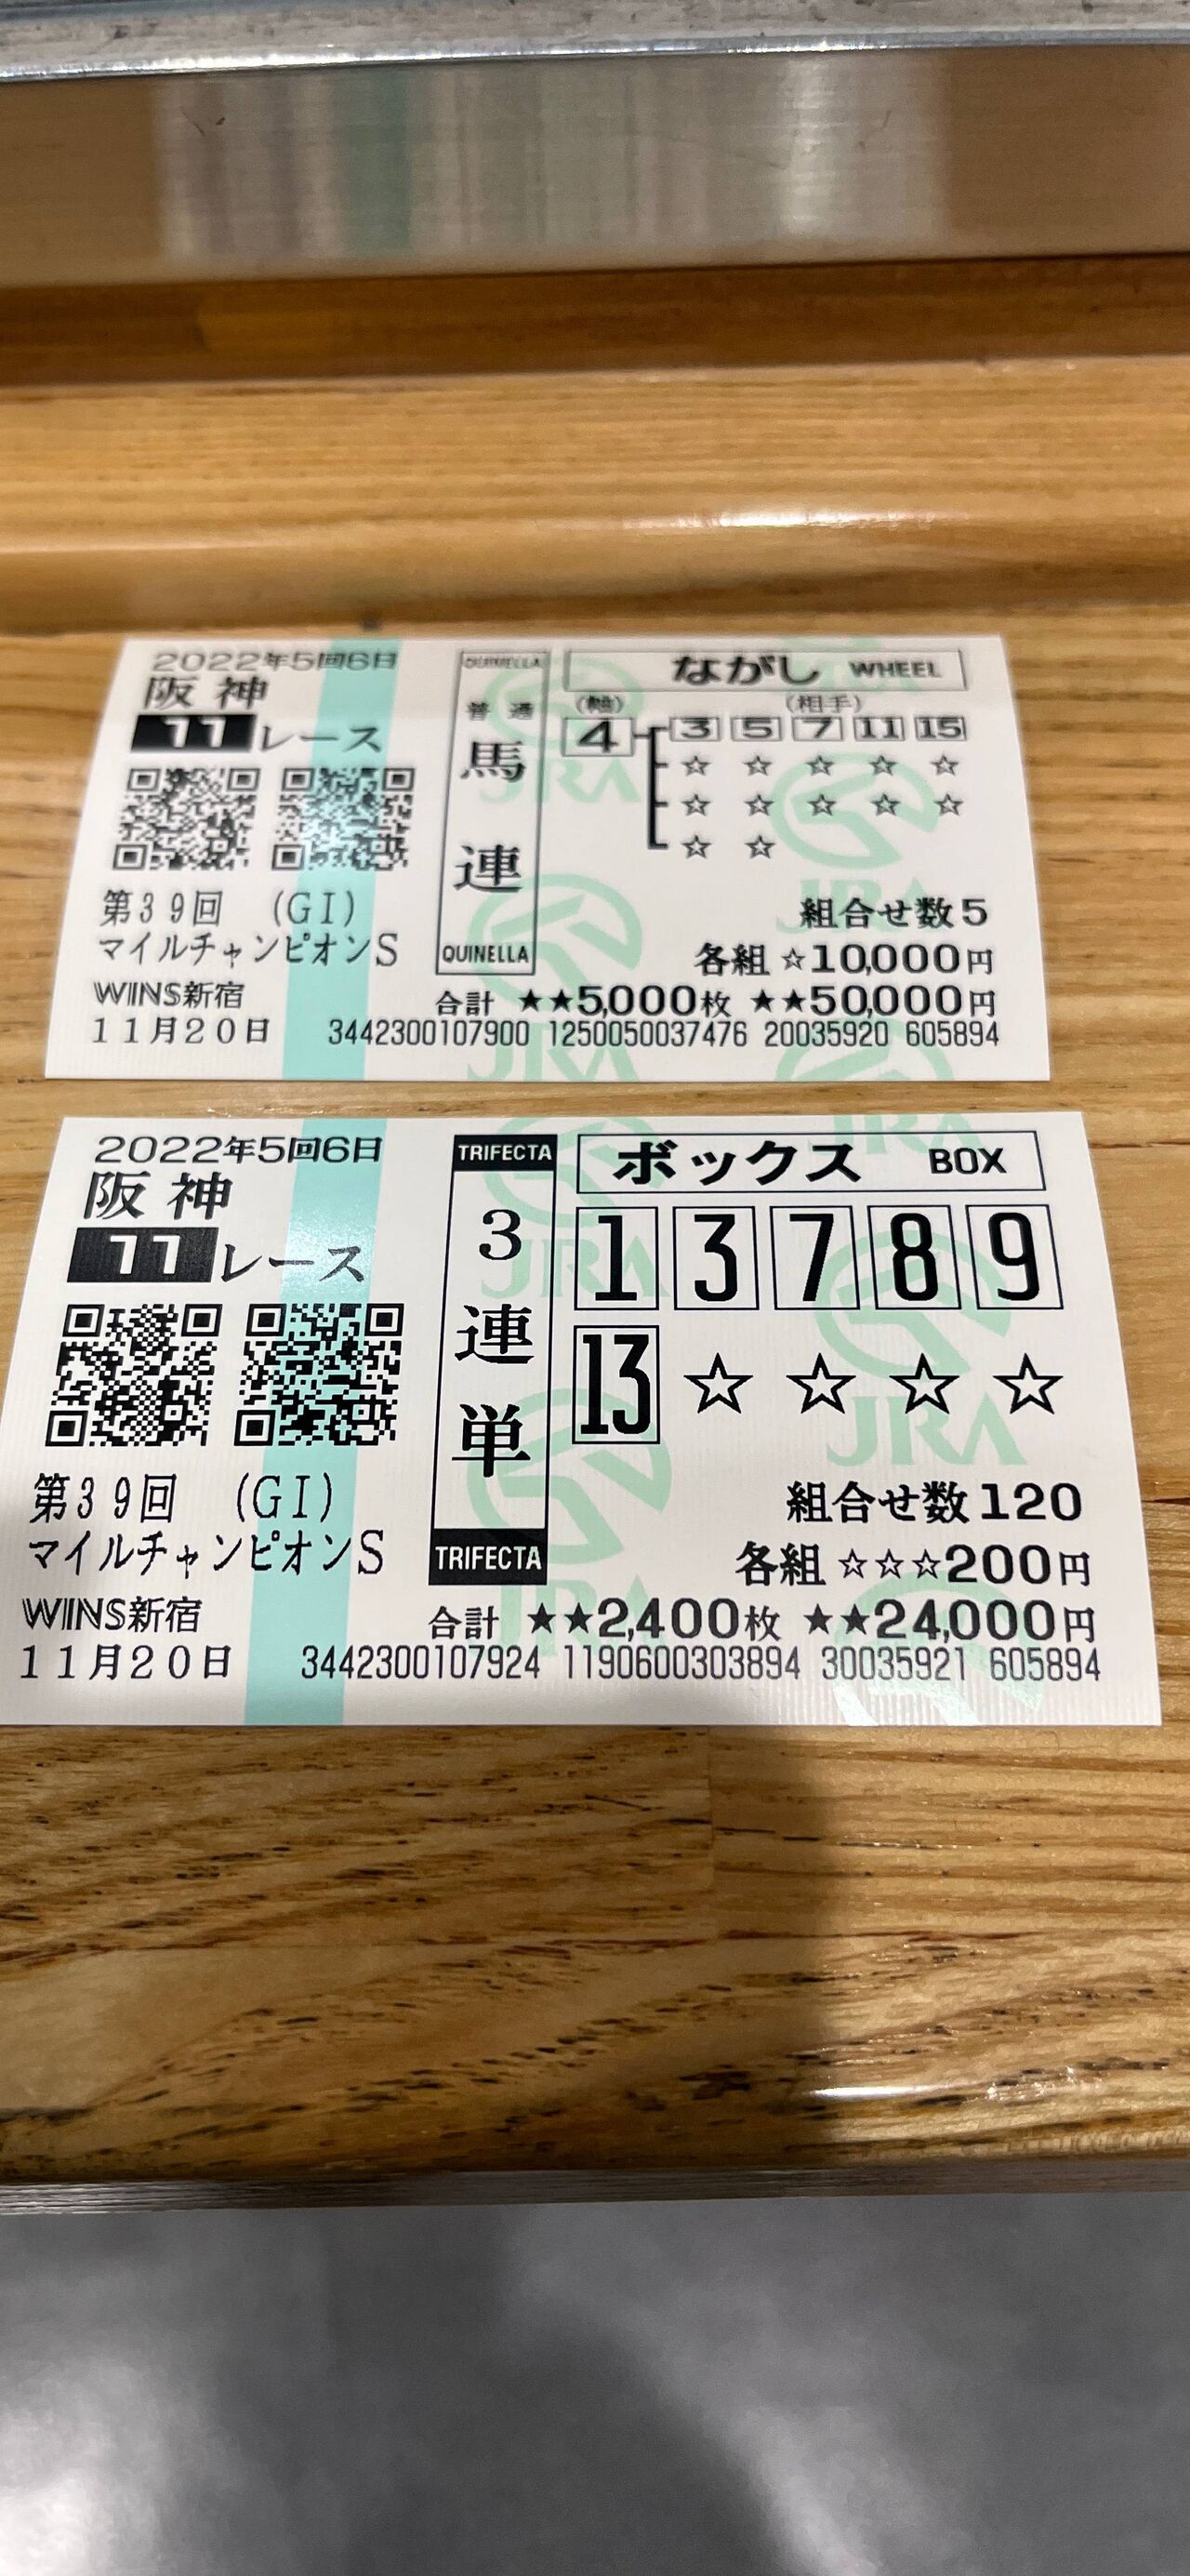 2022年5回6日
阪神
11レース
第39回 (GI)
マイルチャンピオンS
WINS新宿
11月20日
QUINELLA
普通
馬連
QUINELLA
ながし WHEEL
(軸) (相手)
4 3 5 7 11 15
☆ ☆ ☆ ☆ ☆
☆ ☆ ☆ ☆ ☆
☆ ☆
組合せ数5
各組 ☆10,000円
合計 ★★5,000枚 ★★50,000円
3442300107900 1250050037476 20035920 605894
JRA
2022年5回6日
阪神
11レース
第39回 (GI)
マイルチャンピオンS
WINS新宿
11月20日
TRIFECTA
3連単
TRIFECTA
ボックス BOX
1 3 7 8 9
13 ☆ ☆ ☆ ☆
組合せ数120
各組 ☆☆☆200円
合計 ★★2,400枚 ★★24,000円
3442300107924 1190600303894 30035921 605894
JRA